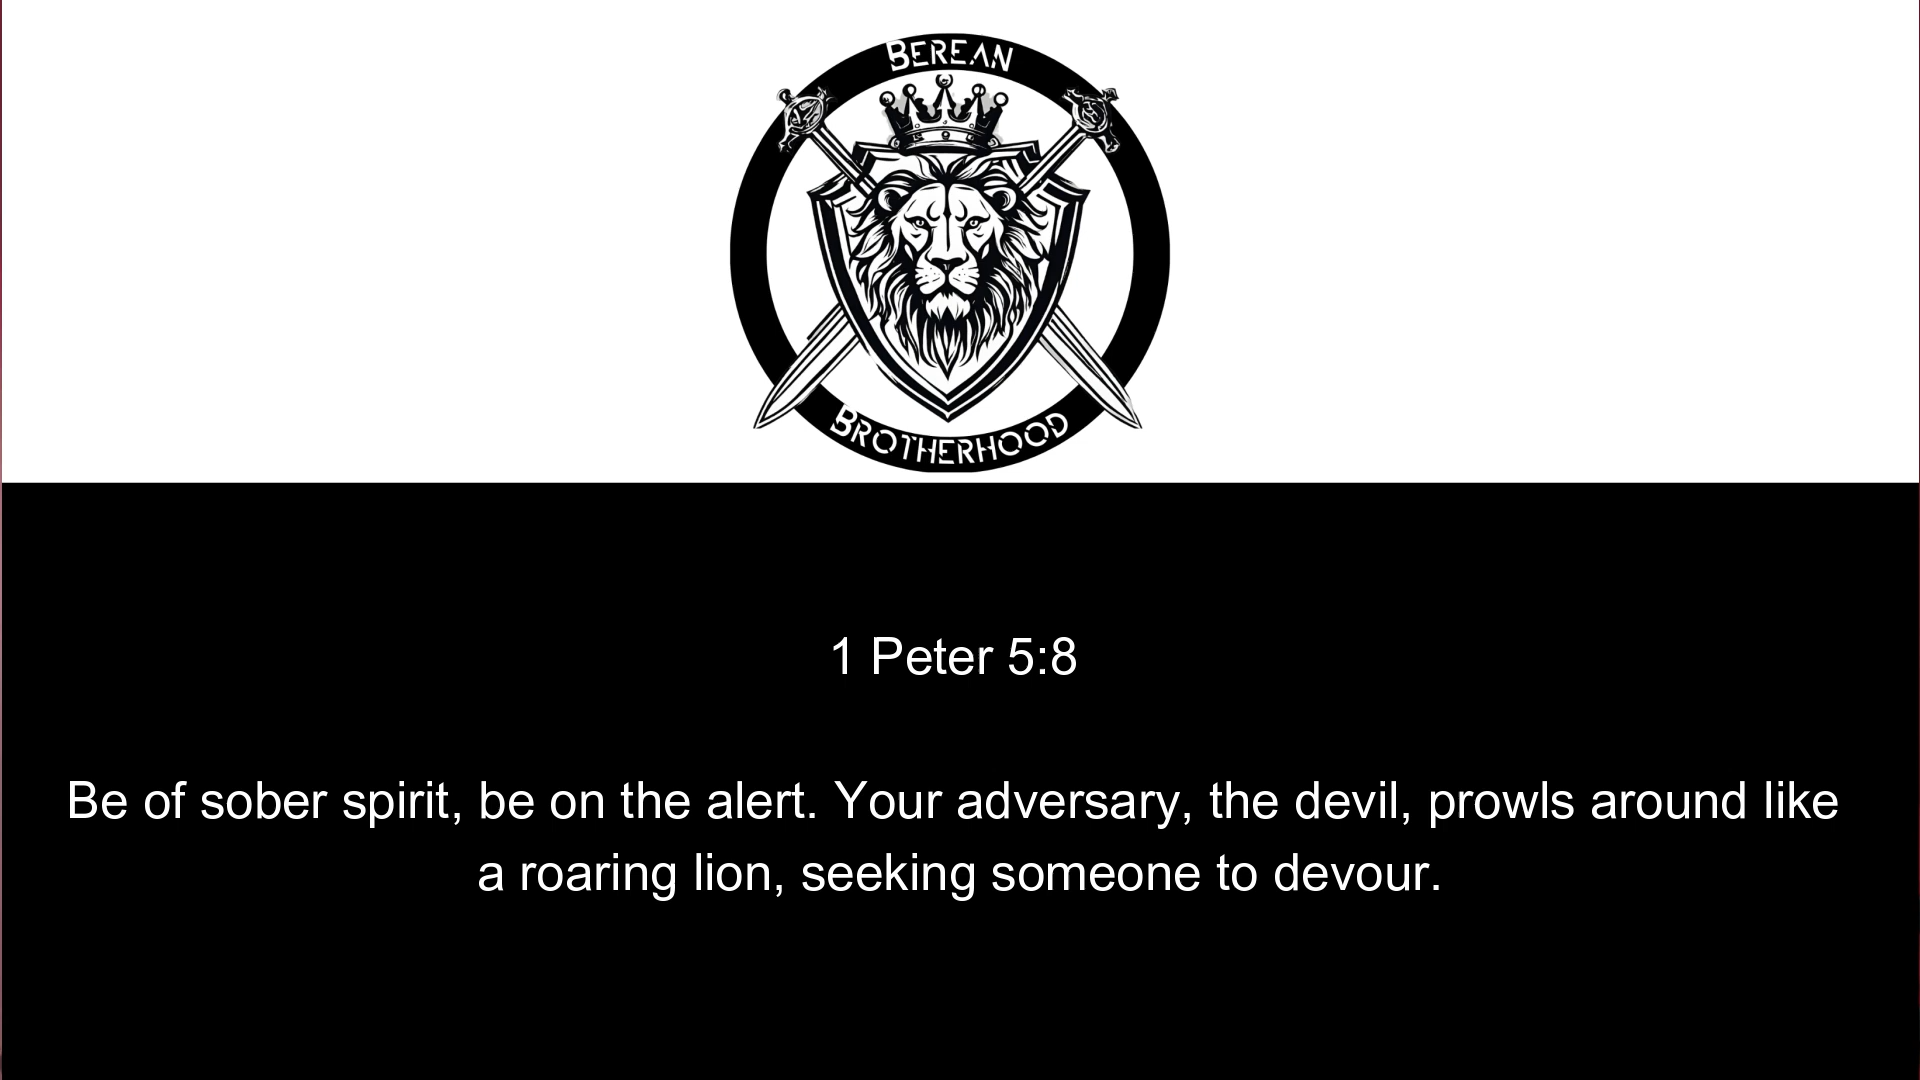 BEREAN
BROTHERHOOD
1 Peter 5:8
Be of sober spirit, be on the alert. Your adversary, the devil, prowls around like
a roaring lion, seeking someone to devour.